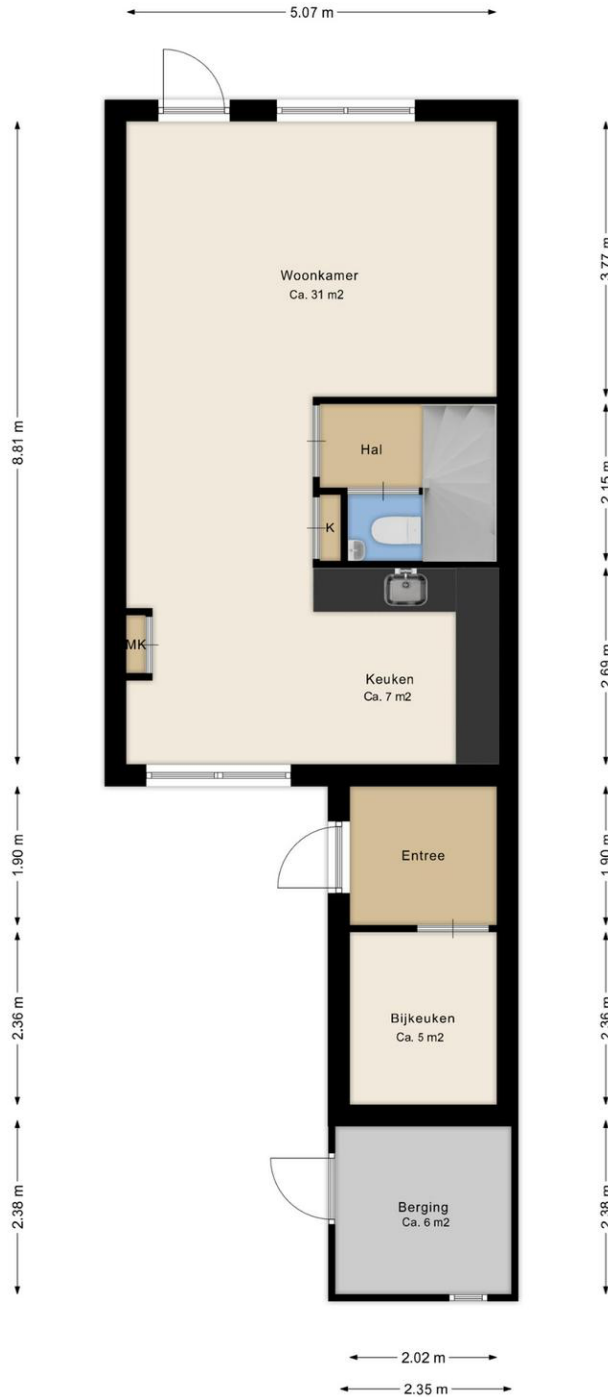 5.07 m
Woonkamer
Ca. 31 m2
3.77 m
8.81 m
Hal
2.15 m
K
MK
Keuken
Ca. 7 m2
2.69 m
1.90 m
Entree
1.90 m
2.36 m
Bijkeuken
Ca. 5 m2
2.36 m
2.38 m
Berging
Ca. 6 m2
2.38 m
2.02 m
2.35 m